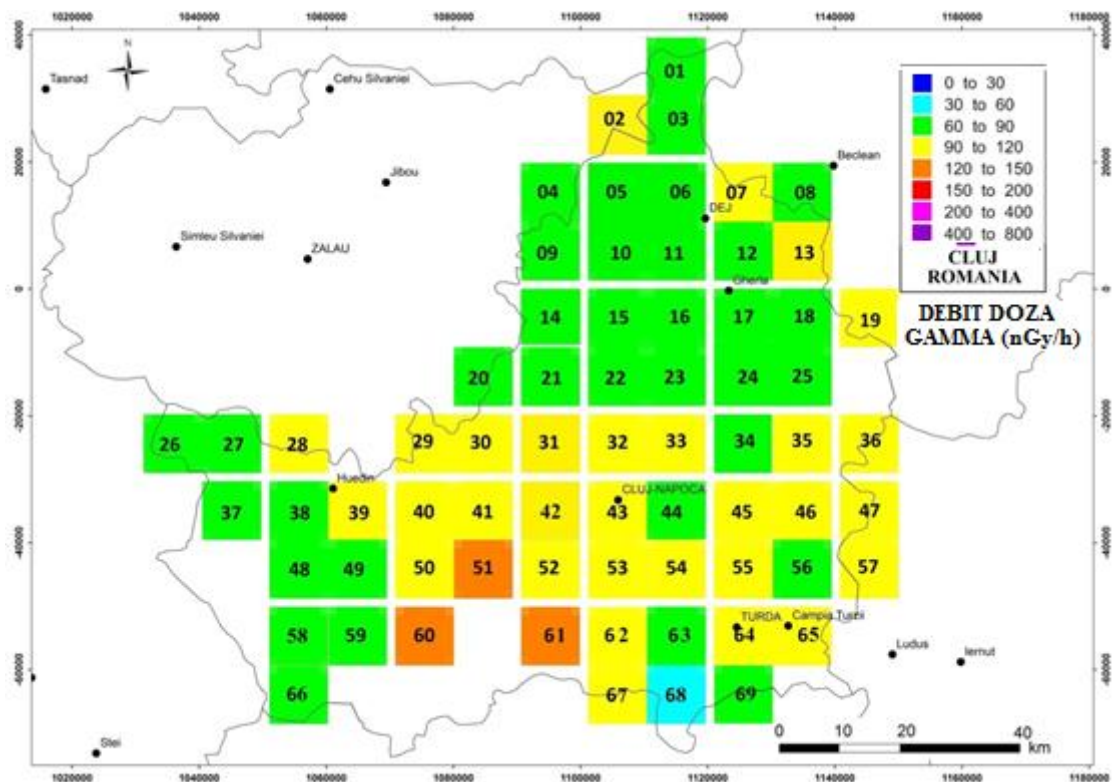 1020000 1040000 1060000 1080000 1100000 1120000 1140000 1160000 1180000
N
Tasnad
Cehu Silvaniei
01
02 03
Jibou
Beclean
04 05 06 07 08
DEJ
Simleu Silvaniei
ZALAU
09 10 11 12 13
Gherla
14 15 16 17 18 19
20 21 22 23 24 25
26 27 28 29 30 31 32 33 34 35 36
Huedin
CLUJ-NAPOCA
37 38 39 40 41 42 43 44 45 46 47
48 49 50 51 52 53 54 55 56 57
TURDA Campia Turzii
58 59 60 61 62 63 64 65
Ludus
Iernut
66 67 68 69
Stei
0 to 30
30 to 60
60 to 90
90 to 120
120 to 150
150 to 200
200 to 400
400 to 800
CLUJ
ROMANIA
DEBIT DOZA
GAMMA (nGy/h)
0 10 20 40
km
20000
0
-20000
-40000
-60000
20000
0
-20000
-40000
-60000
1020000 1040000 1060000 1080000 1100000 1120000 1140000 1160000 1180000